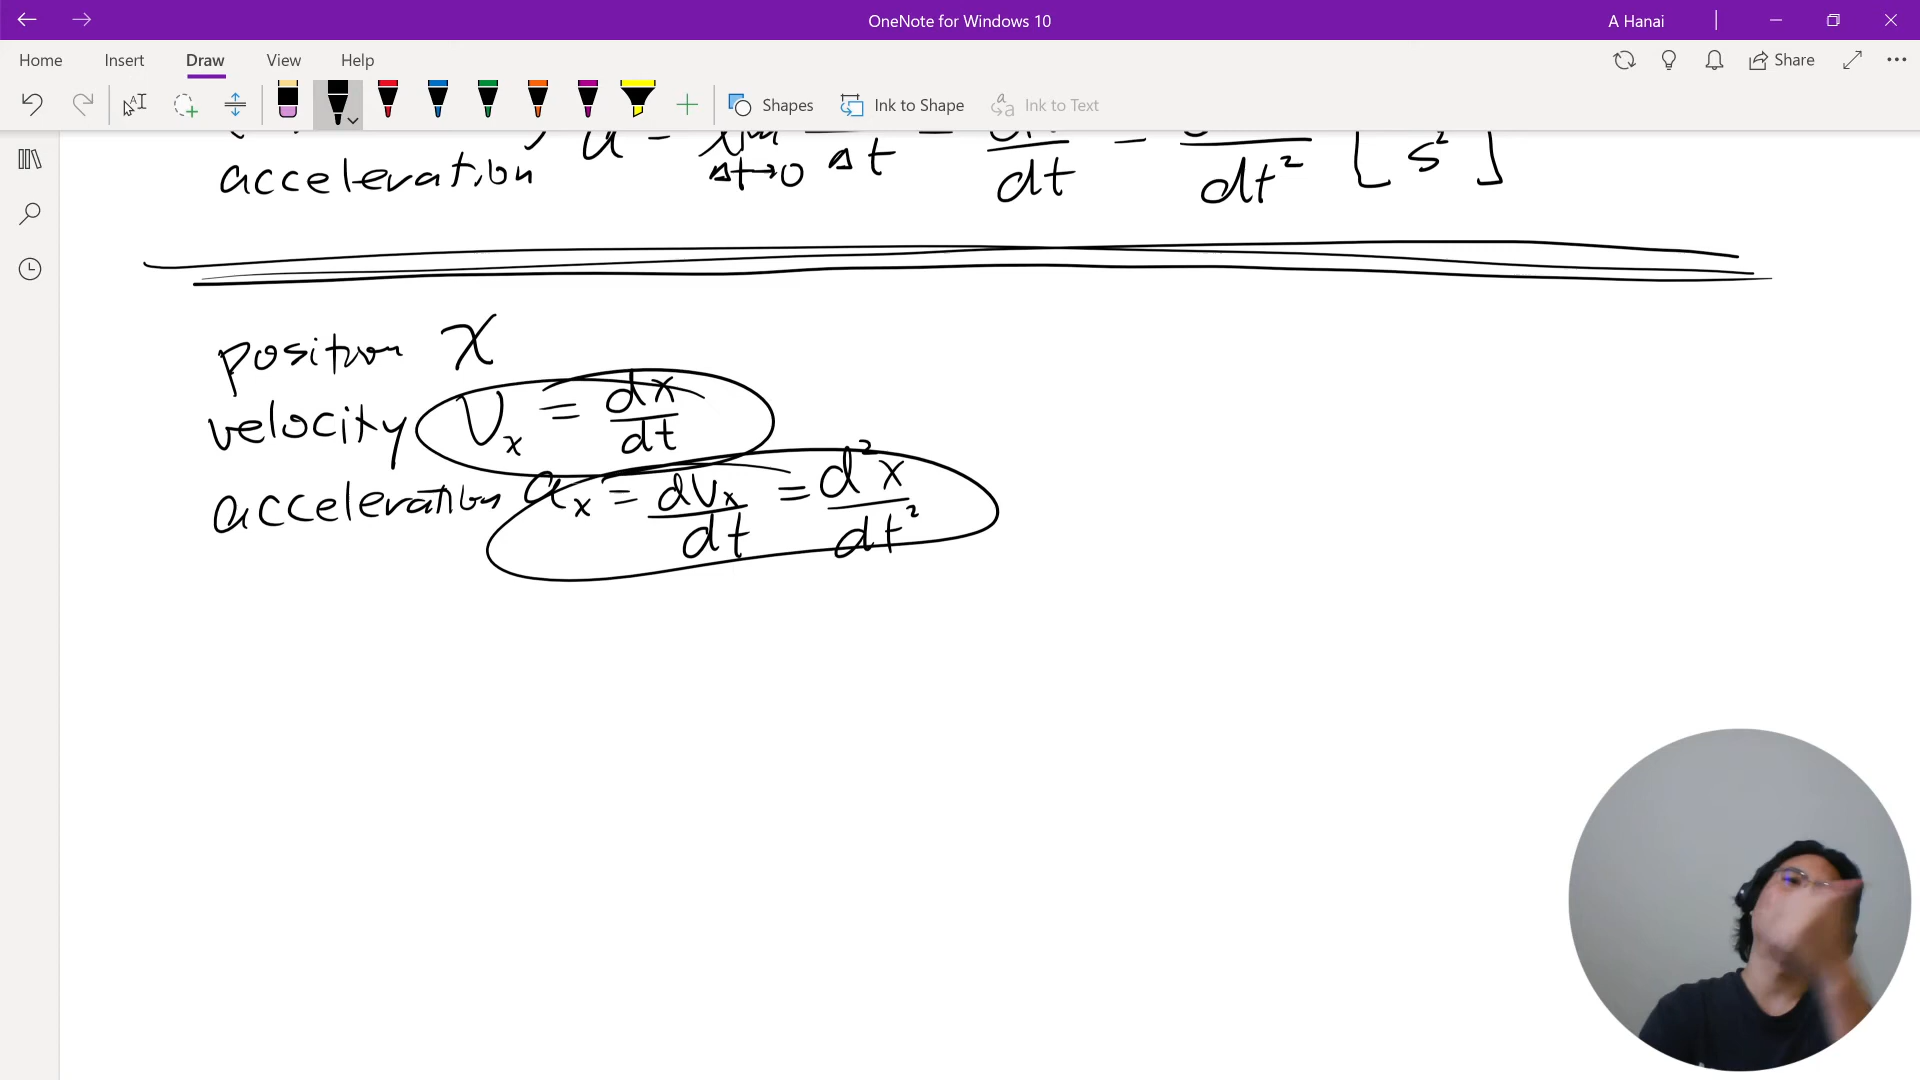 OneNote for Windows 10
A Hanai
Home Insert Draw View Help
Share
Shapes Ink to Shape Ink to Text
acceleration a = lim Δt→0 Δt = dt = dt² [ s² ]
position x
velocity Vx = dx/dt
acceleration ax = dVx/dt = d²x/dt²